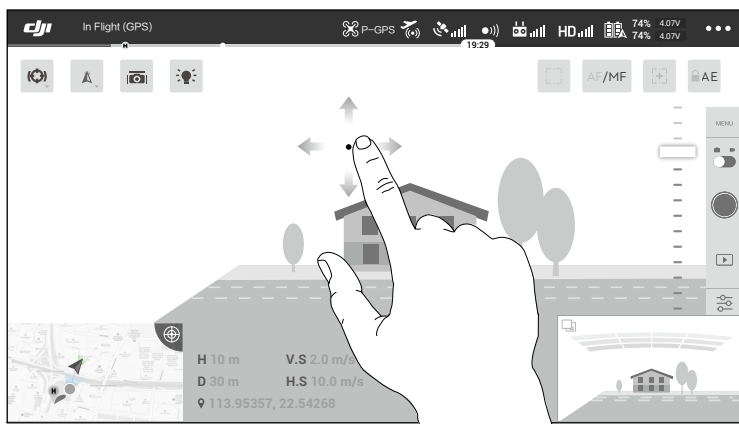 dji In Flight (GPS) P-GPS HD 74% 4.07V
74% 4.07V
H 19:29
AF/MF AE
MENU
H 10 m V.S 2.0 m/s
D 30 m H.S 10.0 m/s
H
113.95357, 22.54268